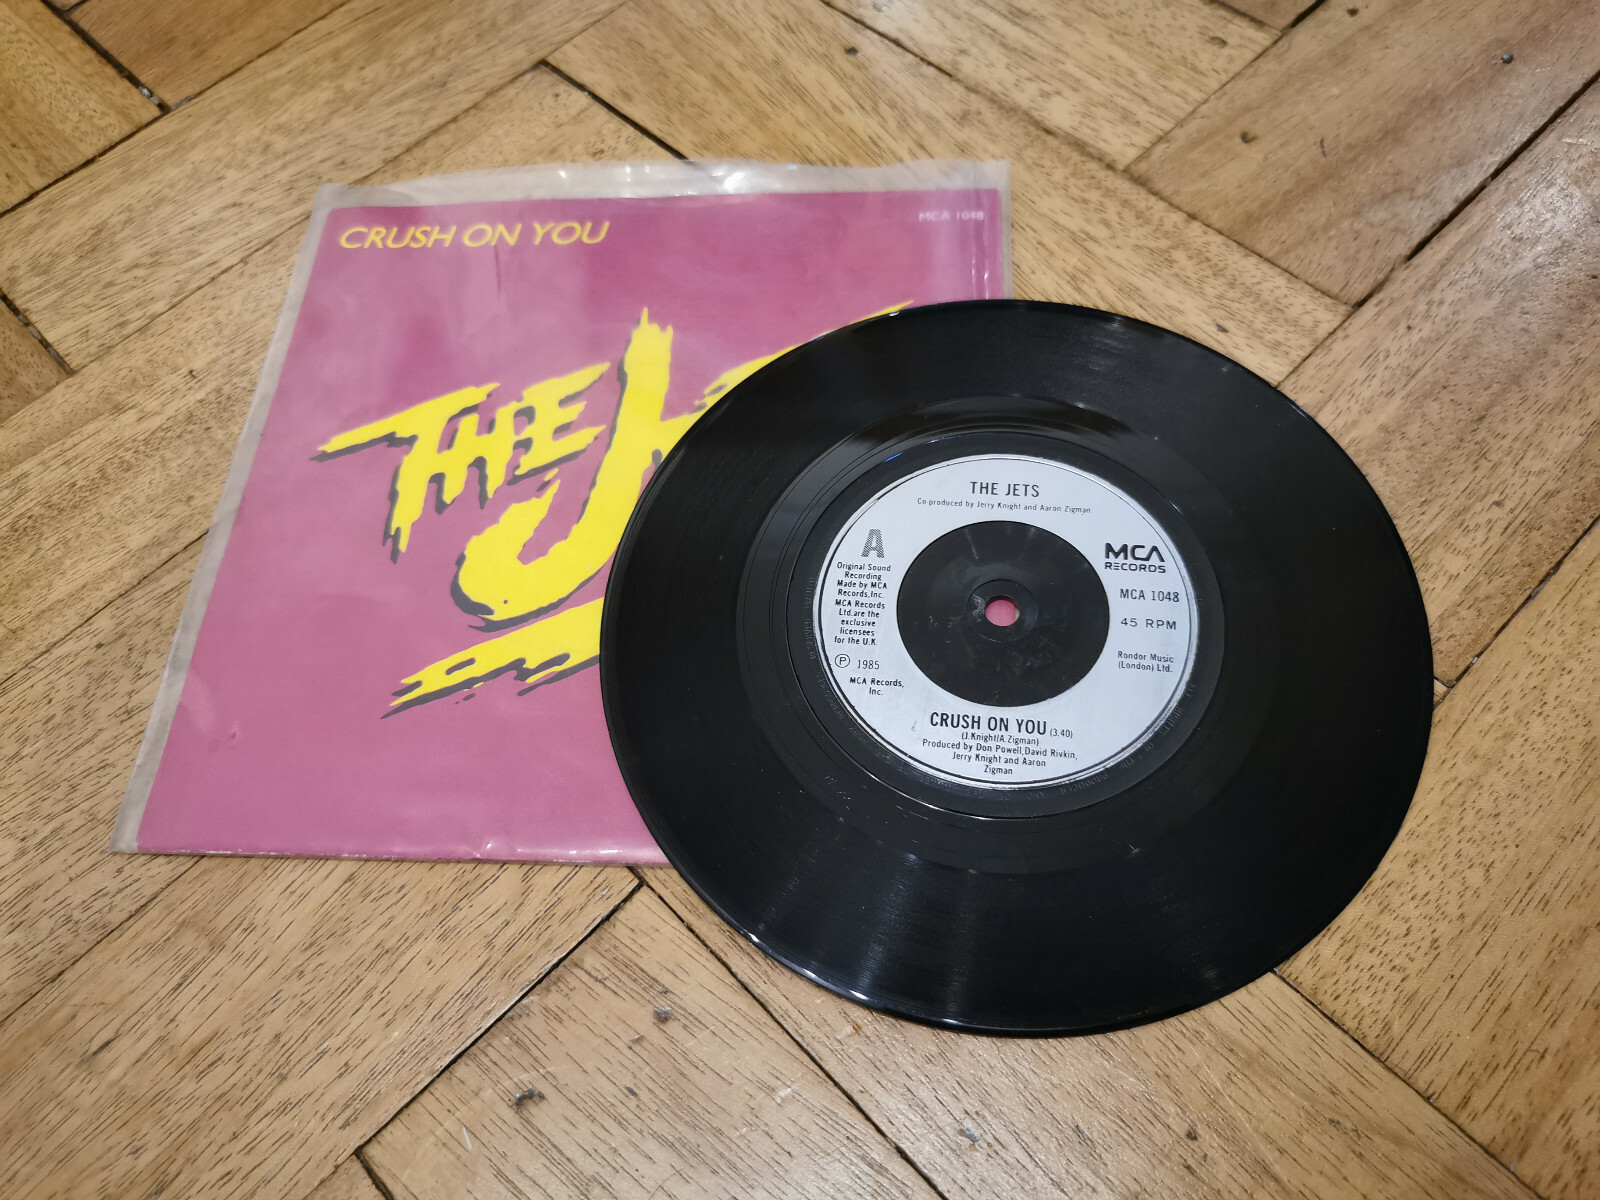 CRUSH ON YOU
MCA 1048
THE
THE JETS
Co-produced by Jerry Knight and Aaron Zigman
A
Original Sound
Recording
Made by MCA
Records,Inc.
MCA Records
Ltd.are the
exclusive
licensees
for the U.K.
Ⓟ 1985
MCA Records,
Inc.
MCA
RECORDS
MCA 1048
45 RPM
Rondor Music
(London) Ltd.
CRUSH ON YOU (3.40)
(J.Knight/A.Zigman)
Produced by Don Powell,David Rivkin,
Jerry Knight and Aaron
Zigman